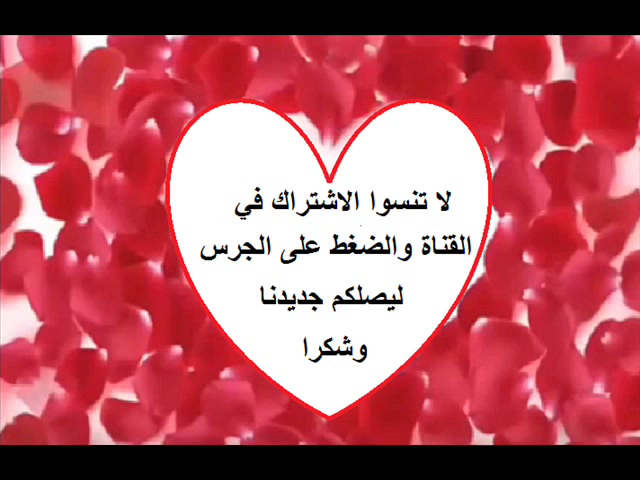 لا تنسوا الاشتراك في
القناة والضغط على الجرس
ليصلكم جديدنا
وشكرا